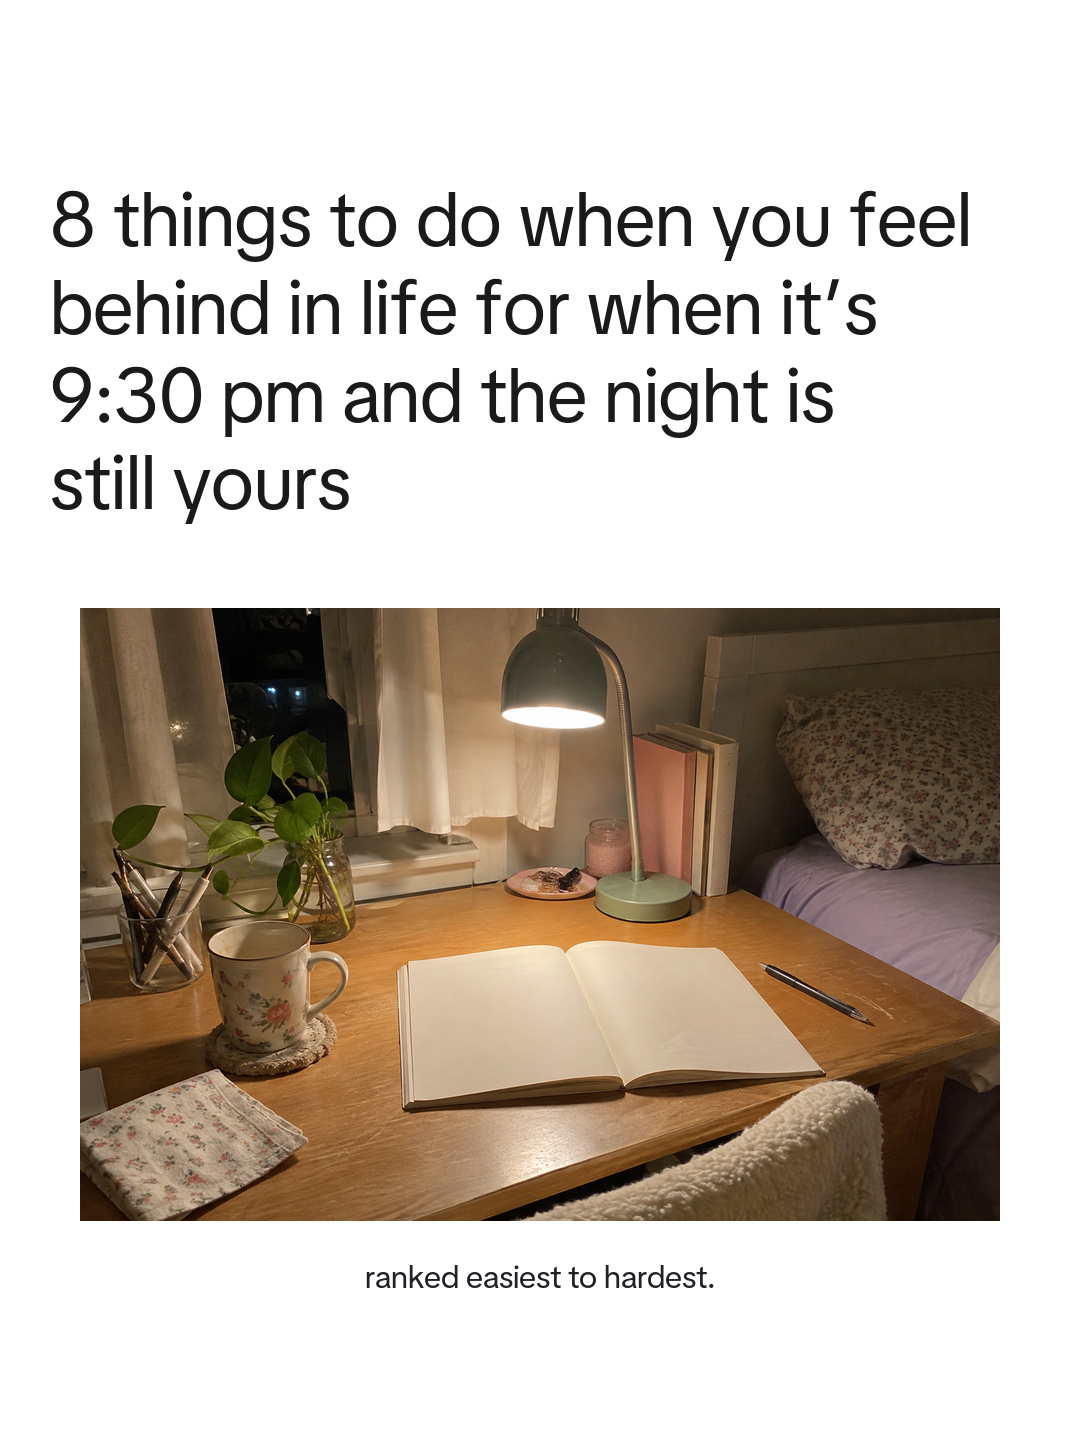 8 things to do when you feel
behind in life for when it’s
9:30 pm and the night is
still yours
ranked easiest to hardest.